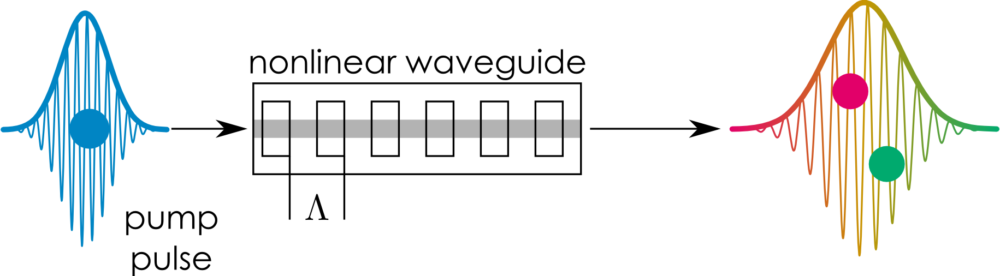 nonlinear waveguide
Λ
pump
pulse